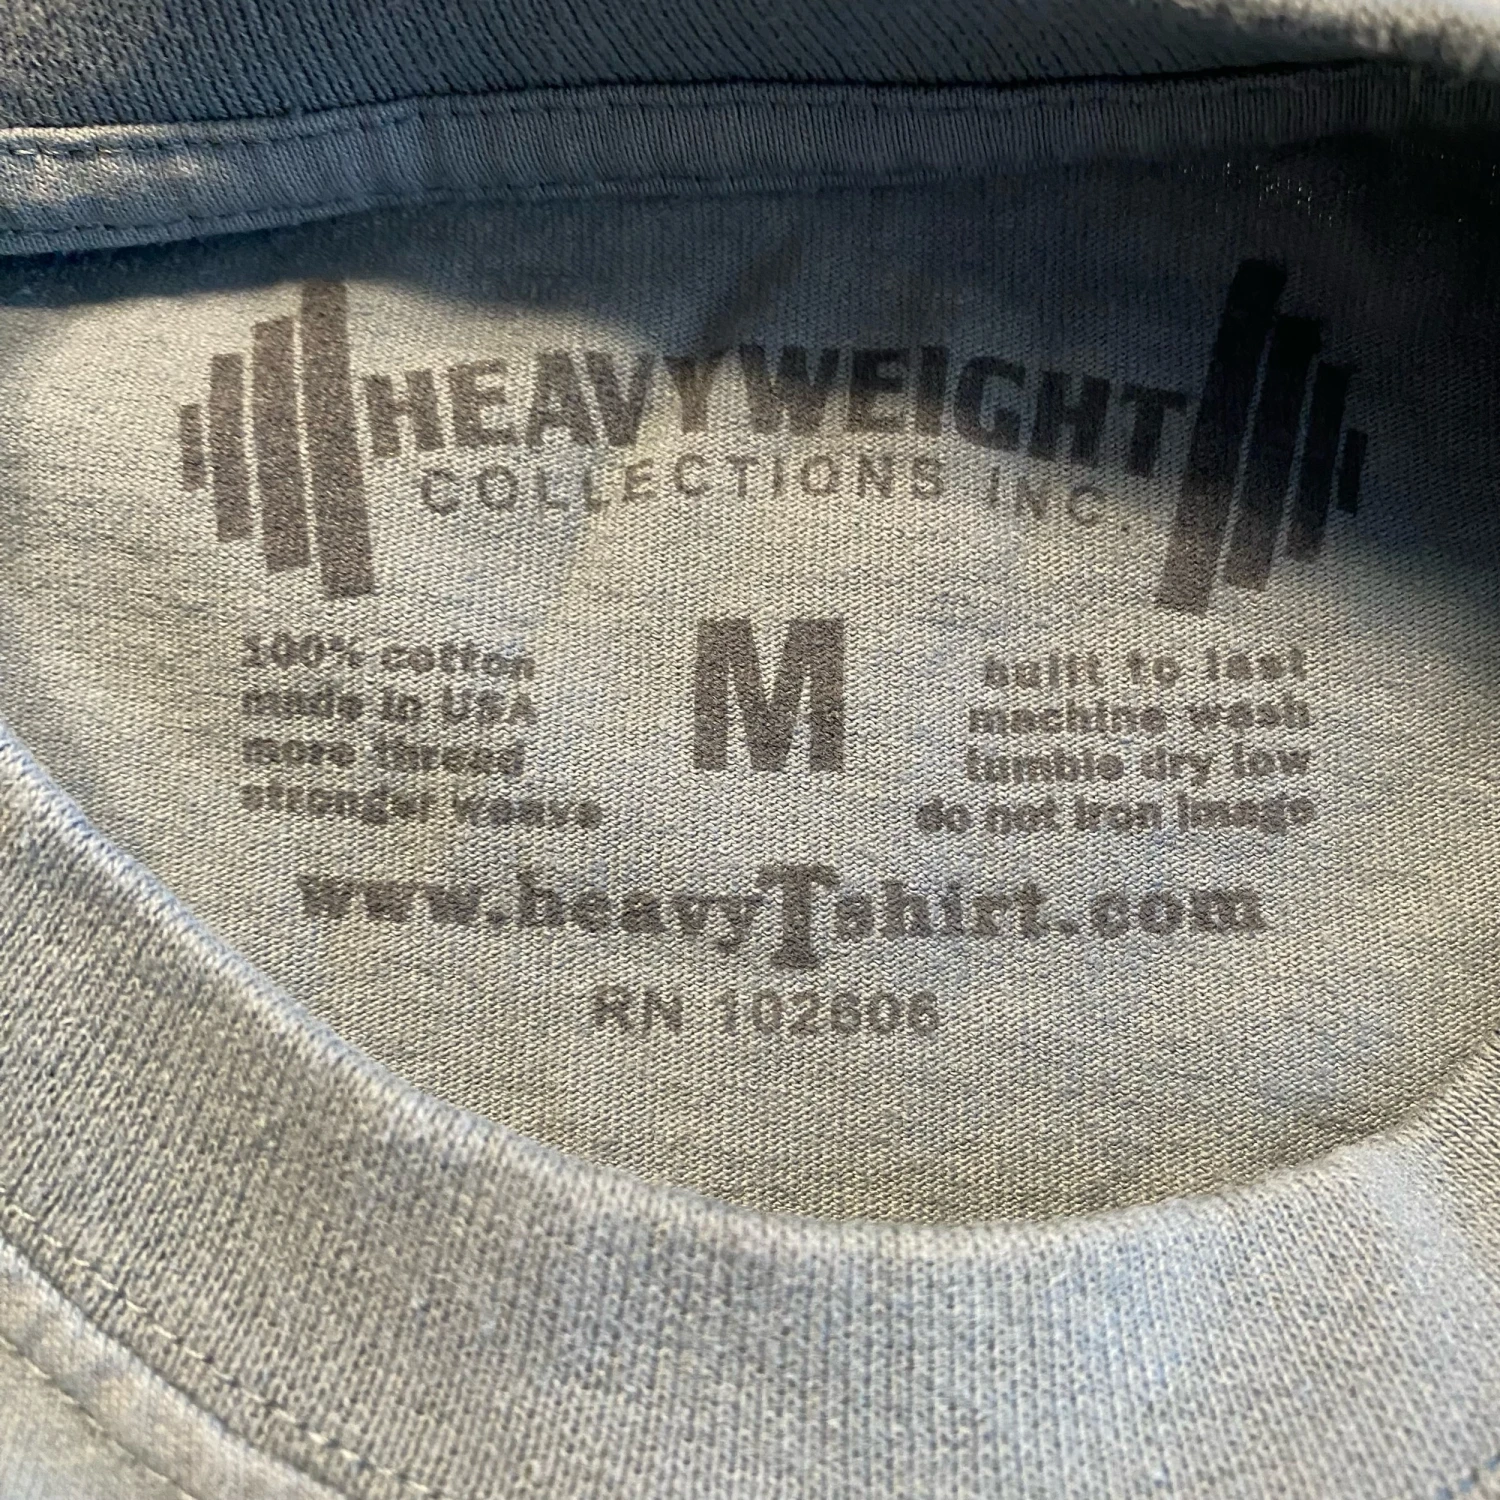 HEAVYWEIGHT
COLLECTIONS INC.
100% cotton
made in USA
more thread
stronger weave
M
built to last
machine wash
tumble dry low
do not iron image
www.heavyTshirt.com
RN 102606